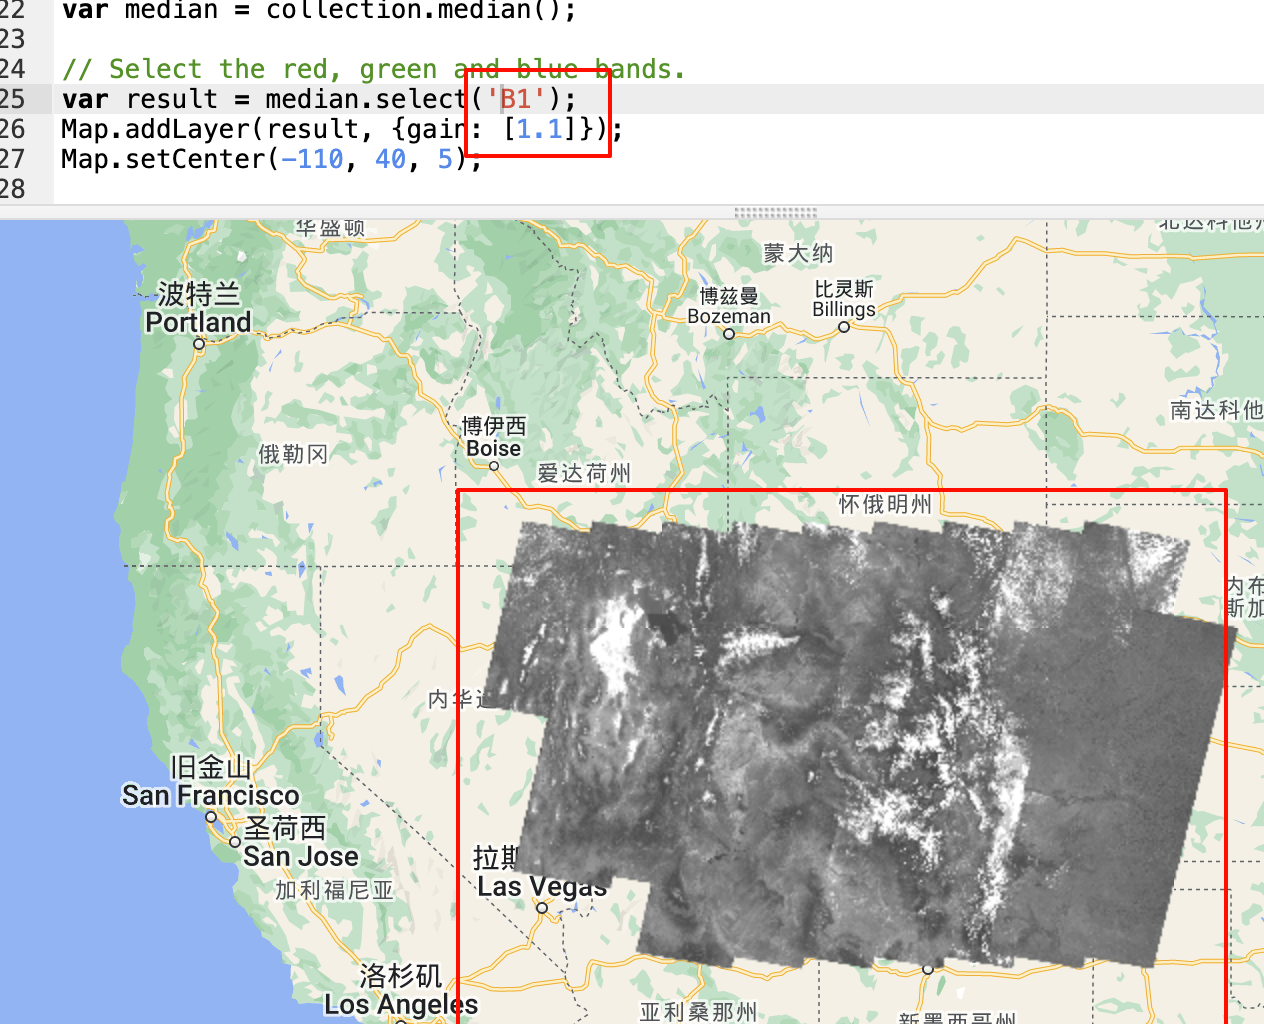 22 var median = collection.median();
23
24 // Select the red, green and blue bands.
25 var result = median.select('B1');
26 Map.addLayer(result, {gain: [1.1]});
27 Map.setCenter(-110, 40, 5);
28
华盛顿
北达科他州
蒙大纳
波特兰
Portland
博兹曼
Bozeman
比灵斯
Billings
南达科他
博伊西
Boise
俄勒冈
爱达荷州
怀俄明州
内布
斯加
内华达
旧金山
San Francisco
圣荷西
San Jose
加利福尼亚
拉斯
Las Vegas
洛杉矶
Los Angeles
亚利桑那州
新墨西哥州